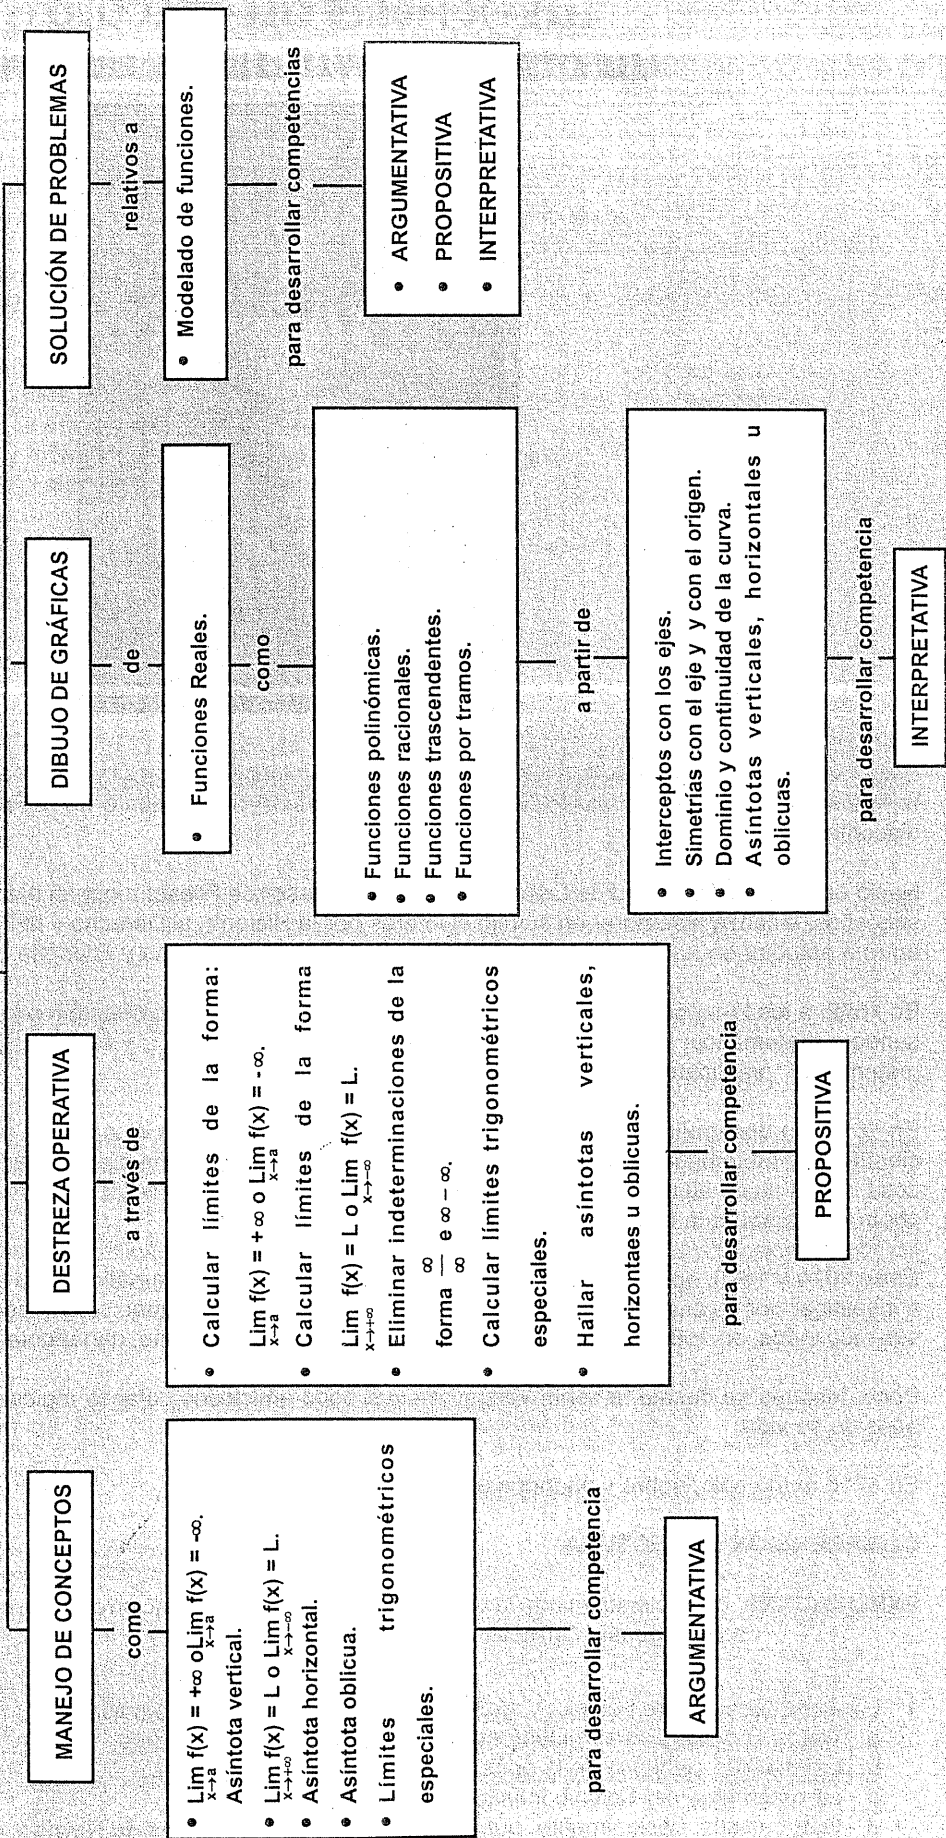 MANEJO DE CONCEPTOS
como
• Lim f(x) = +∞ o Lim f(x) = -∞.
x→a x→a
Asíntota vertical.
• Lim f(x) = L o Lim f(x) = L.
x→+∞ x→-∞
• Asíntota horizontal.
• Asíntota oblicua.
• Límites trigonométricos
especiales.
para desarrollar competencia
ARGUMENTATIVA
DESTREZA OPERATIVA
a través de
• Calcular límites de la forma:
Lim f(x) = + ∞ o Lim f(x) = - ∞.
x→a x→a
• Calcular límites de la forma
Lim f(x) = L o Lim f(x) = L.
x→+∞ x→-∞
• Eliminar indeterminaciones de la
forma ∞/∞ e ∞ − ∞.
• Calcular límites trigonométricos
especiales.
• Hallar asíntotas verticales,
horizontaes u oblicuas.
para desarrollar competencia
PROPOSITIVA
DIBUJO DE GRÁFICAS
de
• Funciones Reales.
como
• Funciones polinómicas.
• Funciones racionales.
• Funciones trascendentes.
• Funciones por tramos.
a partir de
• Interceptos con los ejes.
• Simetrías con el eje y y con el origen.
• Dominio y continuidad de la curva.
• Asíntotas verticales, horizontales u
oblicuas.
para desarrollar competencia
INTERPRETATIVA
SOLUCIÓN DE PROBLEMAS
relativos a
• Modelado de funciones.
para desarrollar competencias
• ARGUMENTATIVA
• PROPOSITIVA
• INTERPRETATIVA